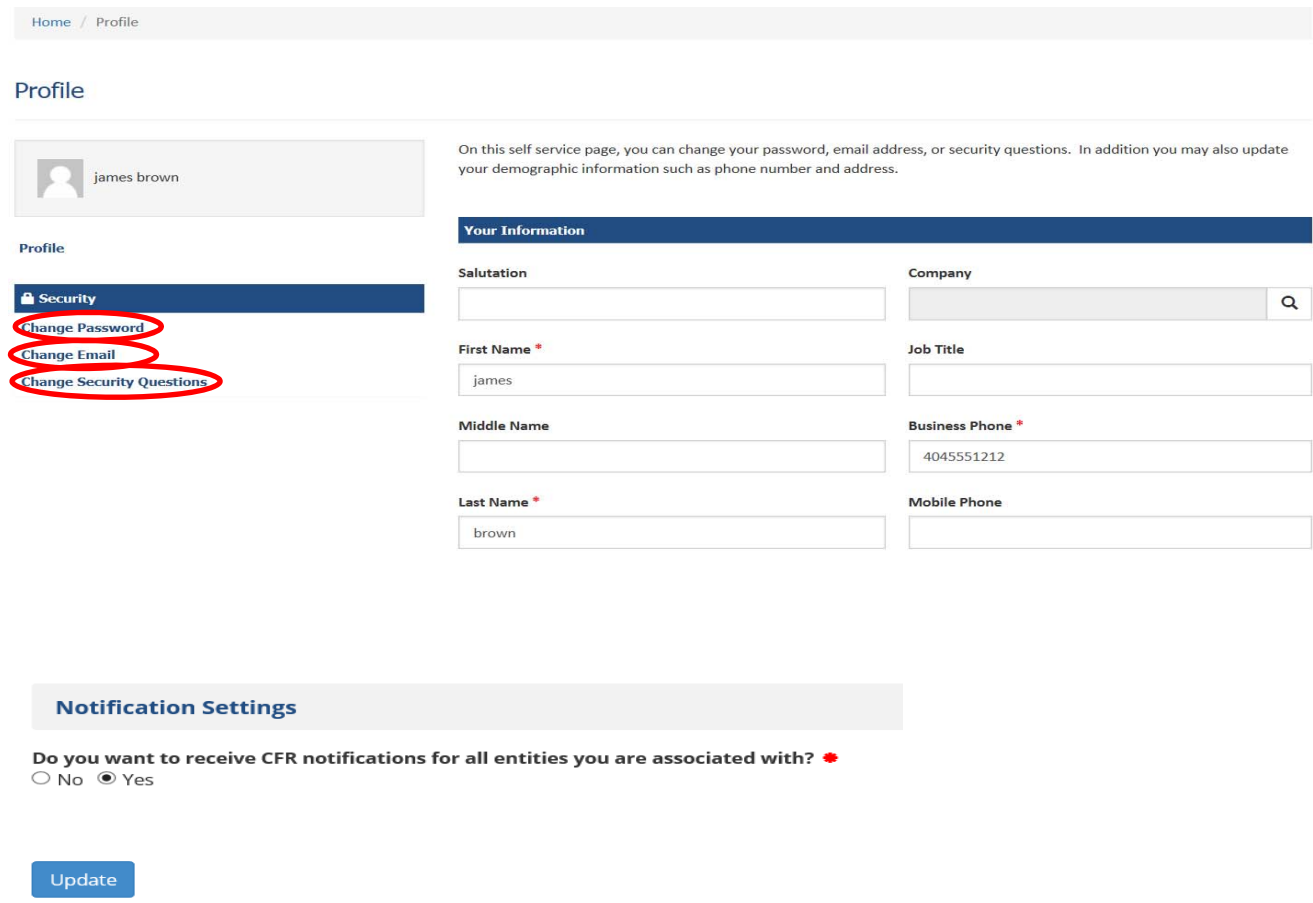 Home / Profile
Profile
james brown
Profile
Security
Change Password
Change Email
Change Security Questions
On this self service page, you can change your password, email address, or security questions. In addition you may also update
your demographic information such as phone number and address.
Your Information
Salutation
Company
First Name *
Job Title
james
Middle Name
Business Phone *
4045551212
Last Name *
Mobile Phone
brown
Notification Settings
Do you want to receive CFR notifications for all entities you are associated with? *
No Yes
Update